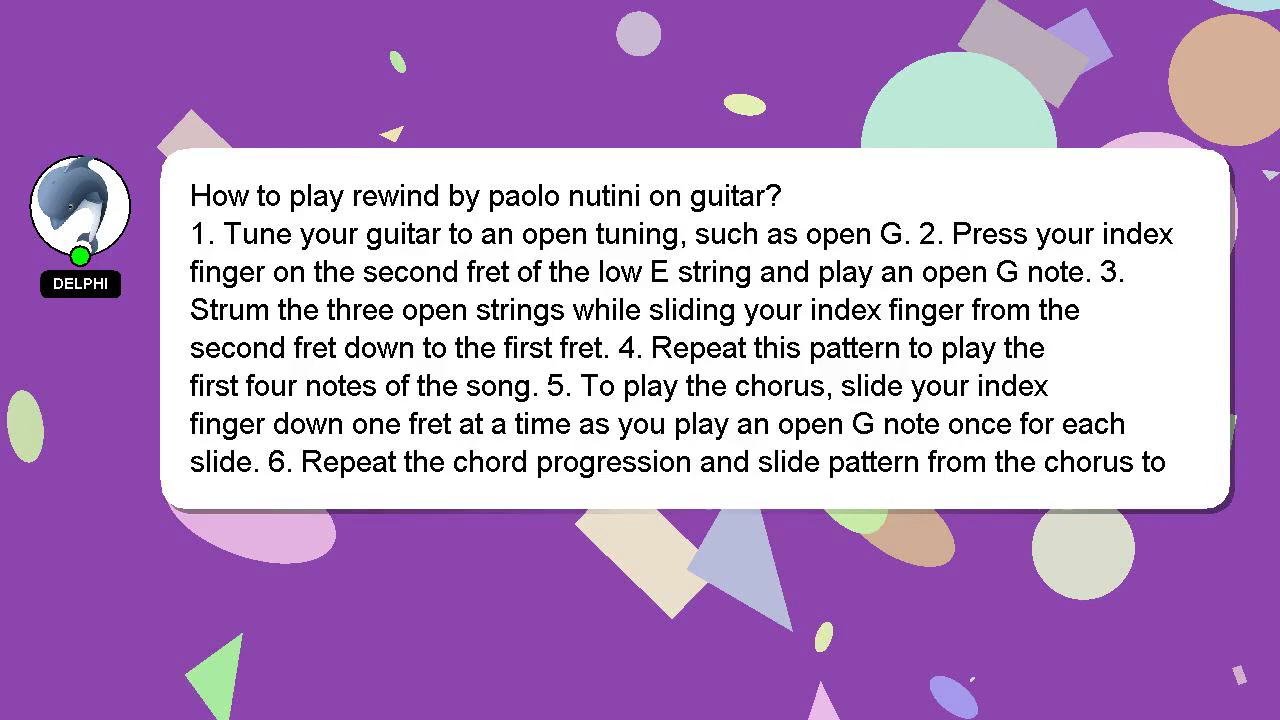 How to play rewind by paolo nutini on guitar?
1. Tune your guitar to an open tuning, such as open G. 2. Press your index
finger on the second fret of the low E string and play an open G note. 3.
Strum the three open strings while sliding your index finger from the
second fret down to the first fret. 4. Repeat this pattern to play the
first four notes of the song. 5. To play the chorus, slide your index
finger down one fret at a time as you play an open G note once for each
slide. 6. Repeat the chord progression and slide pattern from the chorus to
DELPHI